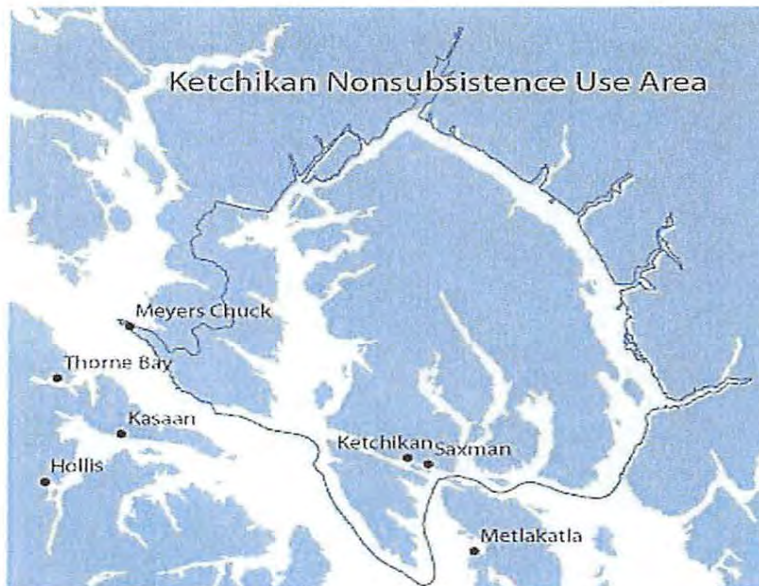 Ketchikan Nonsubsistence Use Area
Meyers Chuck
Thorne Bay
Kasaan
Ketchikan
Saxman
Hollis
Metlakatla